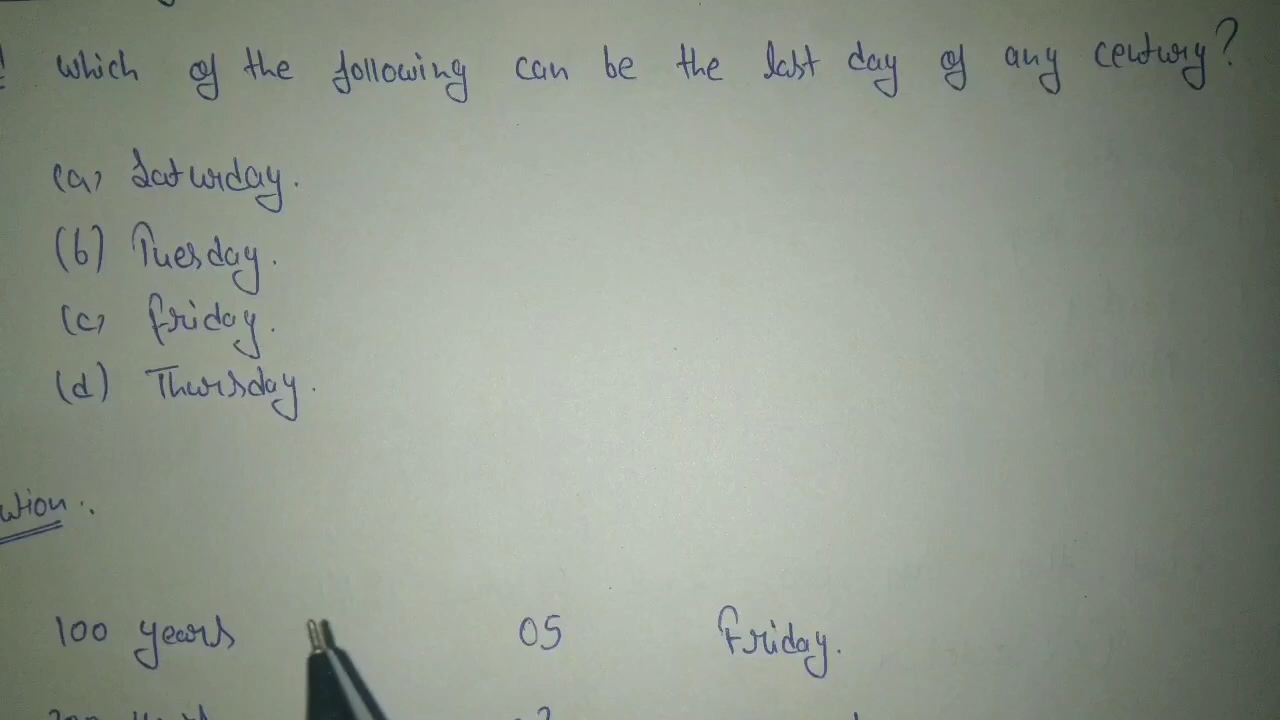 Which of the following can be the last day of any century?
(a) Saturday.
(b) Tuesday.
(c) Friday.
(d) Thursday.
ution:.
100 years 05 Friday.